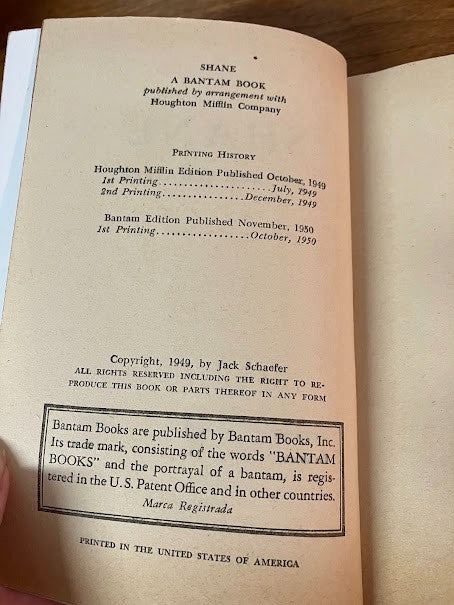 SHANE
A BANTAM BOOK
published by arrangement with
Houghton Mifflin Company
PRINTING HISTORY
Houghton Mifflin Edition Published October, 1949
1st Printing.......................July, 1949
2nd Printing.................December, 1949
Bantam Edition Published November, 1950
1st Printing..................October, 1950
Copyright, 1949, by Jack Schaefer
ALL RIGHTS RESERVED INCLUDING THE RIGHT TO RE-
PRODUCE THIS BOOK OR PARTS THEREOF IN ANY FORM
Bantam Books are published by Bantam Books, Inc.
Its trade mark, consisting of the words "BANTAM
BOOKS" and the portrayal of a bantam, is regis-
tered in the U.S. Patent Office and in other countries.
Marca Registrada
PRINTED IN THE UNITED STATES OF AMERICA